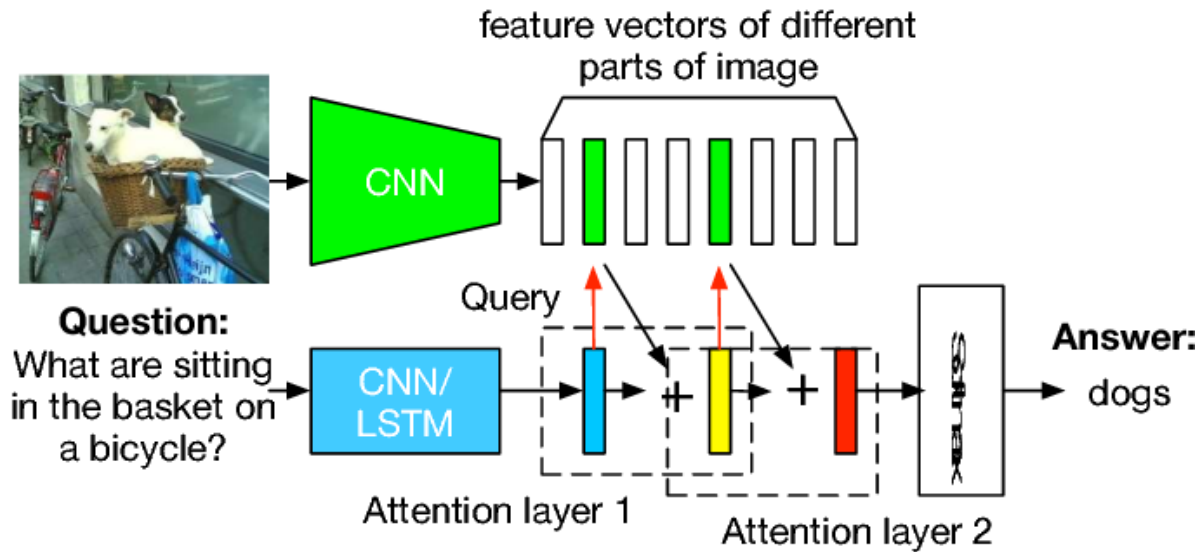 feature vectors of different
parts of image
CNN
Query
Question:
What are sitting
in the basket on
a bicycle?
CNN/
LSTM
+
+
Softmax
Answer:
dogs
Attention layer 1
Attention layer 2